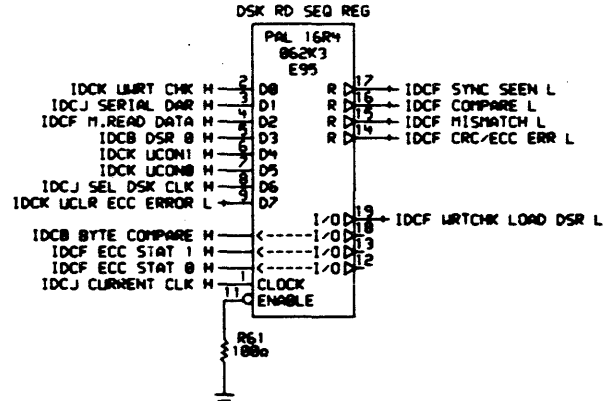 DSK RD SEQ REG
PAL 16R4
062K3
E95
IDCK UWRT CHK H 2 D0 R 17 IDCF SYNC SEEN L
IDCJ SERIAL DAR H 3 D1 R 16 IDCF COMPARE L
IDCF M.READ DATA H 4 D2 R 15 IDCF MISMATCH L
IDCB DSR 0 H 5 D3 R 14 IDCF CRC/ECC ERR L
IDCK UCON1 H 6 D4
IDCK UCON0 H 7 D5
IDCJ SEL DSK CLK H 8 D6
IDCK UCLR ECC ERROR L 9 D7
I/O 19 IDCF WRTCHK LOAD DSR L
IDCB BYTE COMPARE H <-----I/O 18
IDCF ECC STAT 1 H <-----I/O 13
IDCF ECC STAT 0 H <-----I/O 12
IDCJ CURRENT CLK H 1 CLOCK
11 ENABLE
R61
100Ω